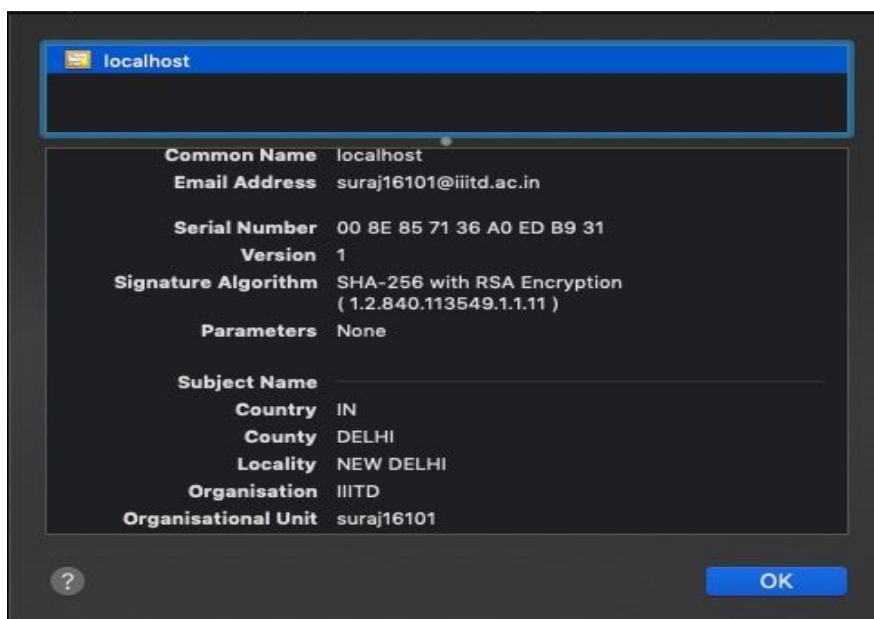 localhost
Common Name localhost
Email Address suraj16101@iiitd.ac.in
Serial Number 00 8E 85 71 36 A0 ED B9 31
Version 1
Signature Algorithm SHA-256 with RSA Encryption
( 1.2.840.113549.1.1.11 )
Parameters None
Subject Name
Country IN
County DELHI
Locality NEW DELHI
Organisation IIITD
Organisational Unit suraj16101
? OK